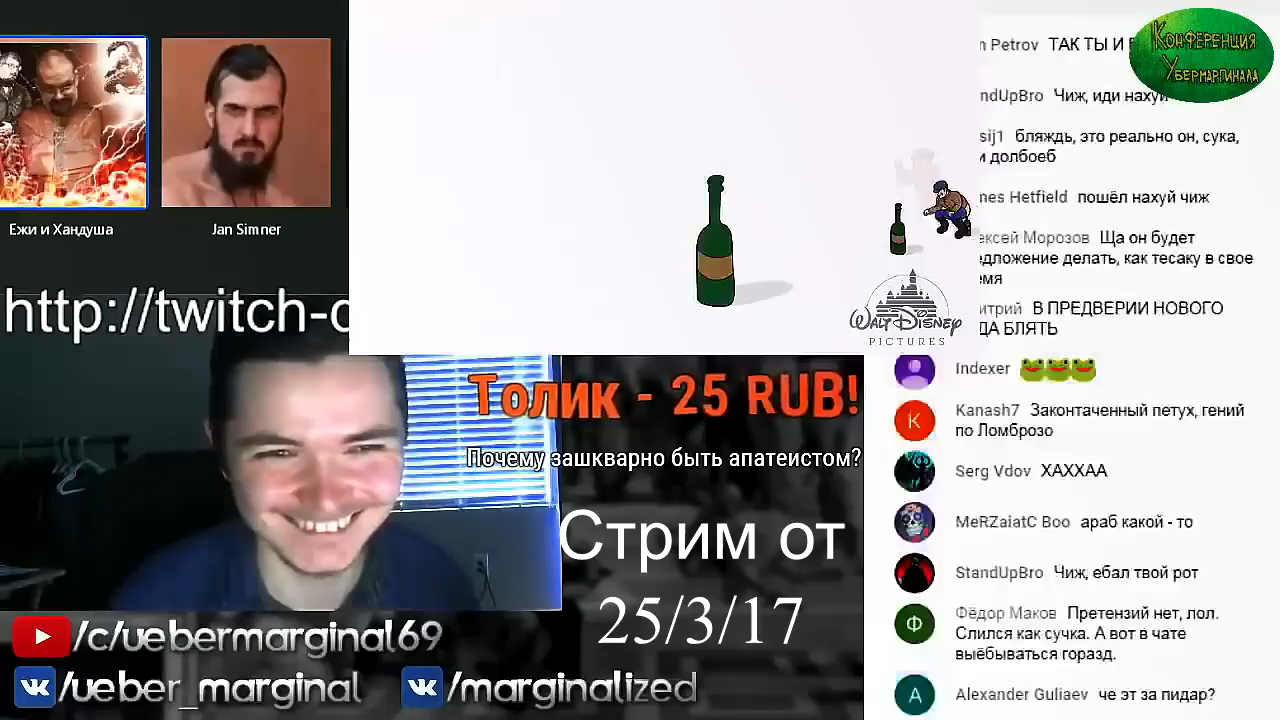 Ежи и Хандуша
Jan Simner
http://twitch-
Толик - 25 RUB!
Почему зашкварно быть апатеистом?
Стрим от
25/3/17
/c/uebermarginal69
/ueber_marginal
/marginalized
WALT DISNEY
PICTURES
КОНФЕРЕНЦИЯ
УБЕРМАРГИНАЛА
Petrov ТАК ТЫ И
ndUpBro Чиж, иди нахуй
sij1 бляждь, это реально он, сука,
и долбоеб
mes Hetfield пошёл нахуй чиж
ексей Морозов Ща он будет
едложение делать, как тесаку в свое
емя
итрий В ПРЕДВЕРИИ НОВОГО
ДА БЛЯТЬ
Indexer
К
Kanash7 Законтаченный петух, гений
по Ломброзо
Serg Vdov ХАХХАА
MeRZaiatC Boo араб какой - то
StandUpBro Чиж, ебал твой рот
Ф
Фёдор Маков Претензий нет, лол.
Слился как сучка. А вот в чате
выёбываться горазд.
A
Alexander Guliaev че эт за пидар?